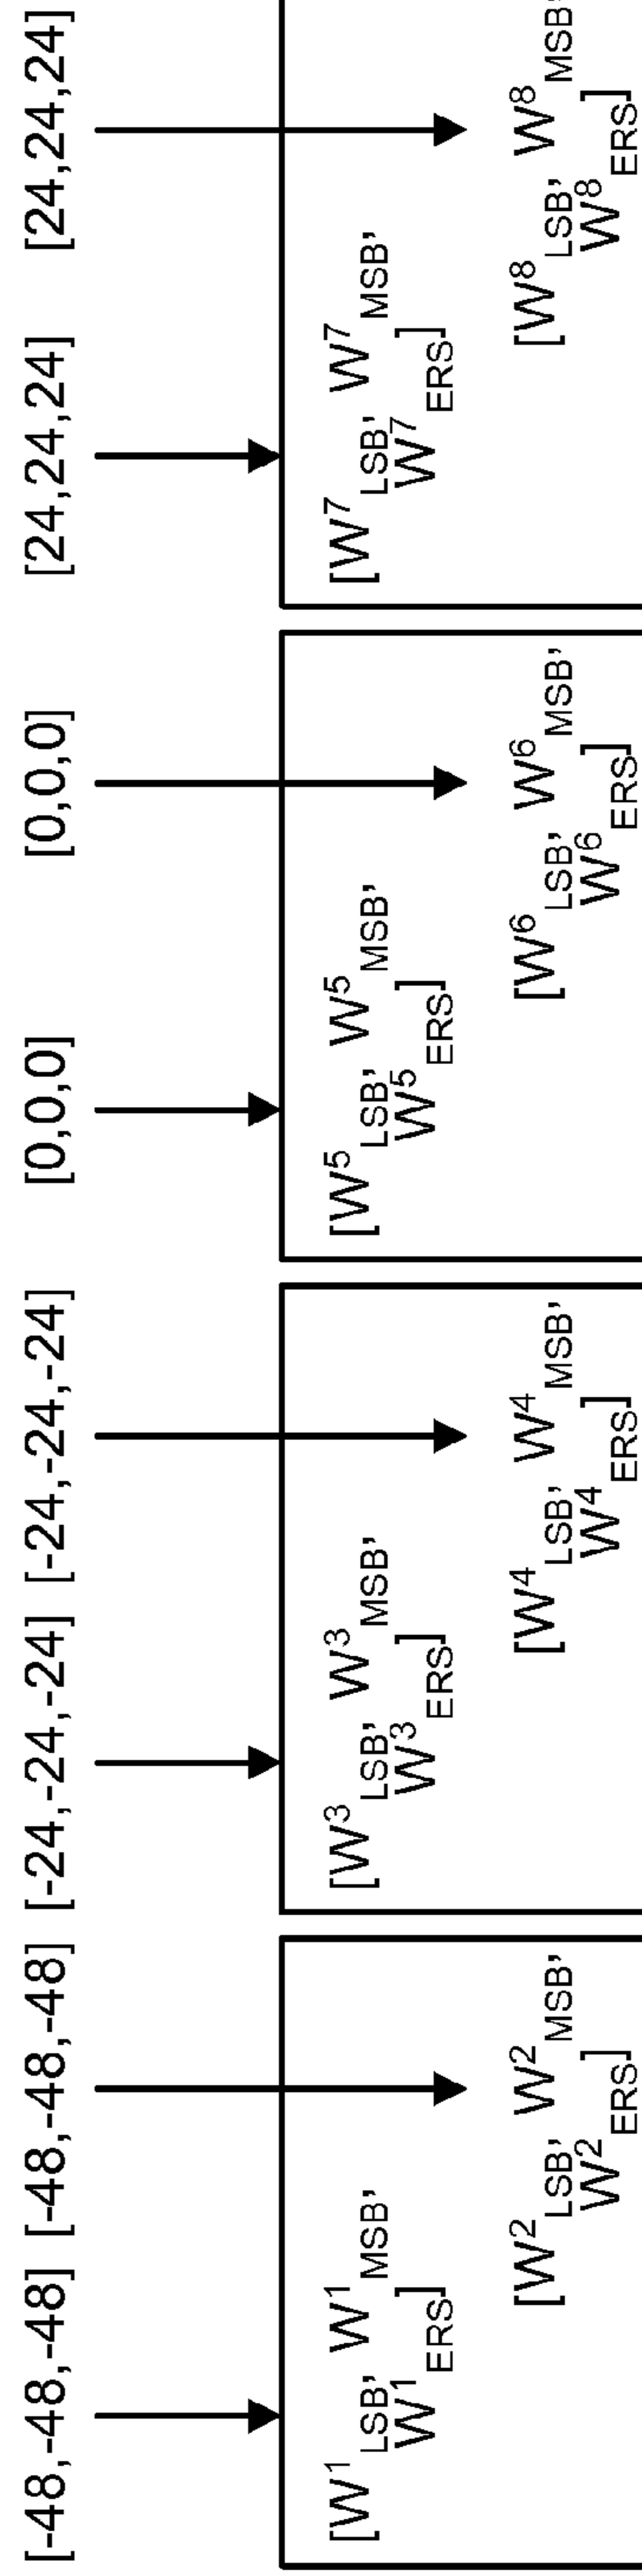 [-48,-48,-48] [-48,-48,-48] [-24,-24,-24] [-24,-24,-24] [0,0,0] [0,0,0] [24,24,24] [24,24,24]
[W1LSB, W1MSB,
W1ERS]
[W2LSB, W2MSB,
W2ERS]
[W3LSB, W3MSB,
W3ERS]
[W4LSB, W4MSB,
W4ERS]
[W5LSB, W5MSB,
W5ERS]
[W6LSB, W6MSB,
W6ERS]
[W7LSB, W7MSB,
W7ERS]
[W8LSB, W8MSB,
W8ERS]